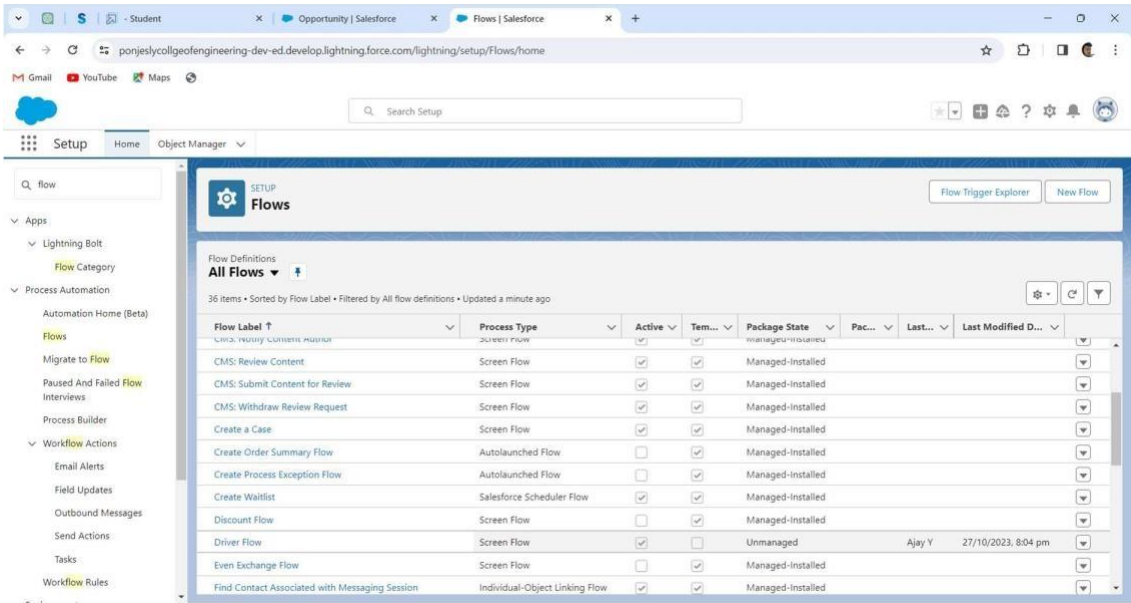 S - Student Opportunity | Salesforce Flows | Salesforce
ponjeslycollgeofengineering-dev-ed.develop.lightning.force.com/lightning/setup/Flows/home
Gmail YouTube Maps
Search Setup
Setup Home Object Manager
flow
Apps
Lightning Bolt
Flow Category
Process Automation
Automation Home (Beta)
Flows
Migrate to Flow
Paused And Failed Flow
Interviews
Process Builder
Workflow Actions
Email Alerts
Field Updates
Outbound Messages
Send Actions
Tasks
Workflow Rules
SETUP
Flows
Flow Trigger Explorer New Flow
Flow Definitions
All Flows
36 items • Sorted by Flow Label • Filtered by All flow definitions • Updated a minute ago
Flow Label ↑ Process Type Active Tem... Package State Pac... Last... Last Modified D...
CMS: Notify Content Author Screen Flow Managed-Installed
CMS: Review Content Screen Flow Managed-Installed
CMS: Submit Content for Review Screen Flow Managed-Installed
CMS: Withdraw Review Request Screen Flow Managed-Installed
Create a Case Screen Flow Managed-Installed
Create Order Summary Flow Autolaunched Flow Managed-Installed
Create Process Exception Flow Autolaunched Flow Managed-Installed
Create Waitlist Salesforce Scheduler Flow Managed-Installed
Discount Flow Screen Flow Managed-Installed
Driver Flow Screen Flow Unmanaged Ajay Y 27/10/2023, 8:04 pm
Even Exchange Flow Screen Flow Managed-Installed
Find Contact Associated with Messaging Session Individual-Object Linking Flow Managed-Installed